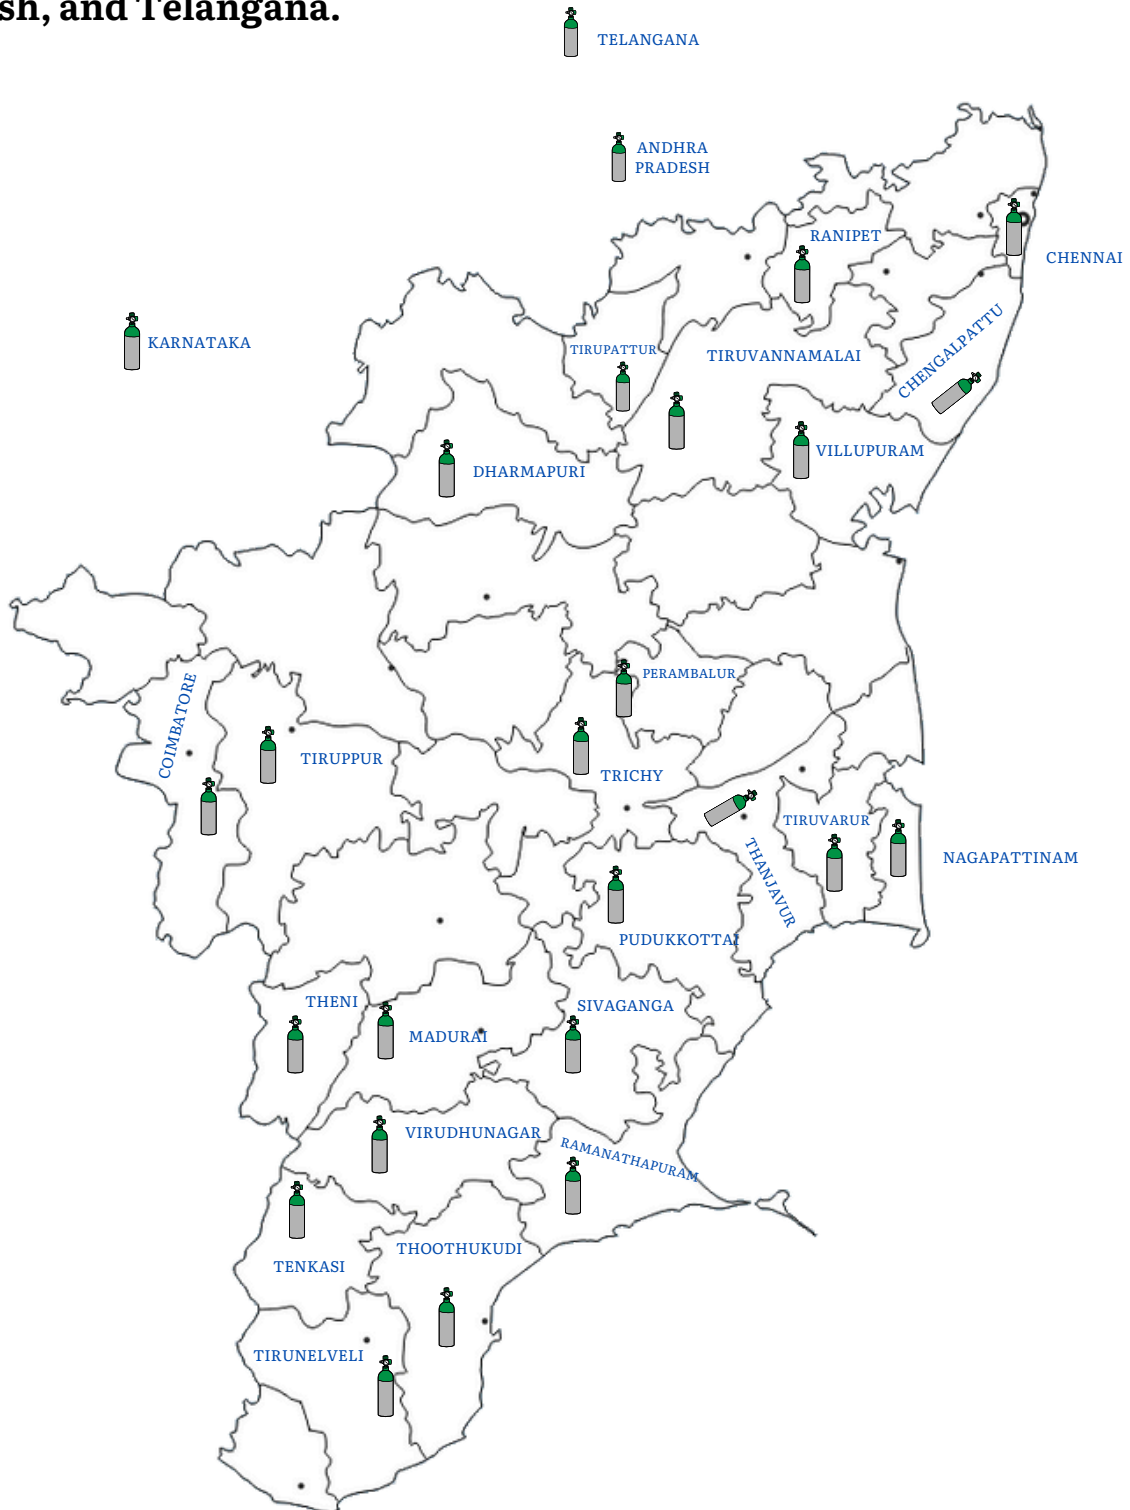 sh, and Telangana.
TELANGANA
ANDHRA
PRADESH
RANIPET
CHENNAI
KARNATAKA
TIRUPATTUR
TIRUVANNAMALAI
CHENGALPATTU
VILLUPURAM
DHARMAPURI
PERAMBALUR
COIMBATORE
TIRUPPUR
TRICHY
TIRUVARUR
THANJAVUR
NAGAPATTINAM
PUDUKKOTTAI
THENI
SIVAGANGA
MADURAI
VIRUDHUNAGAR
RAMANATHAPURAM
THOOTHUKUDI
TENKASI
TIRUNELVELI